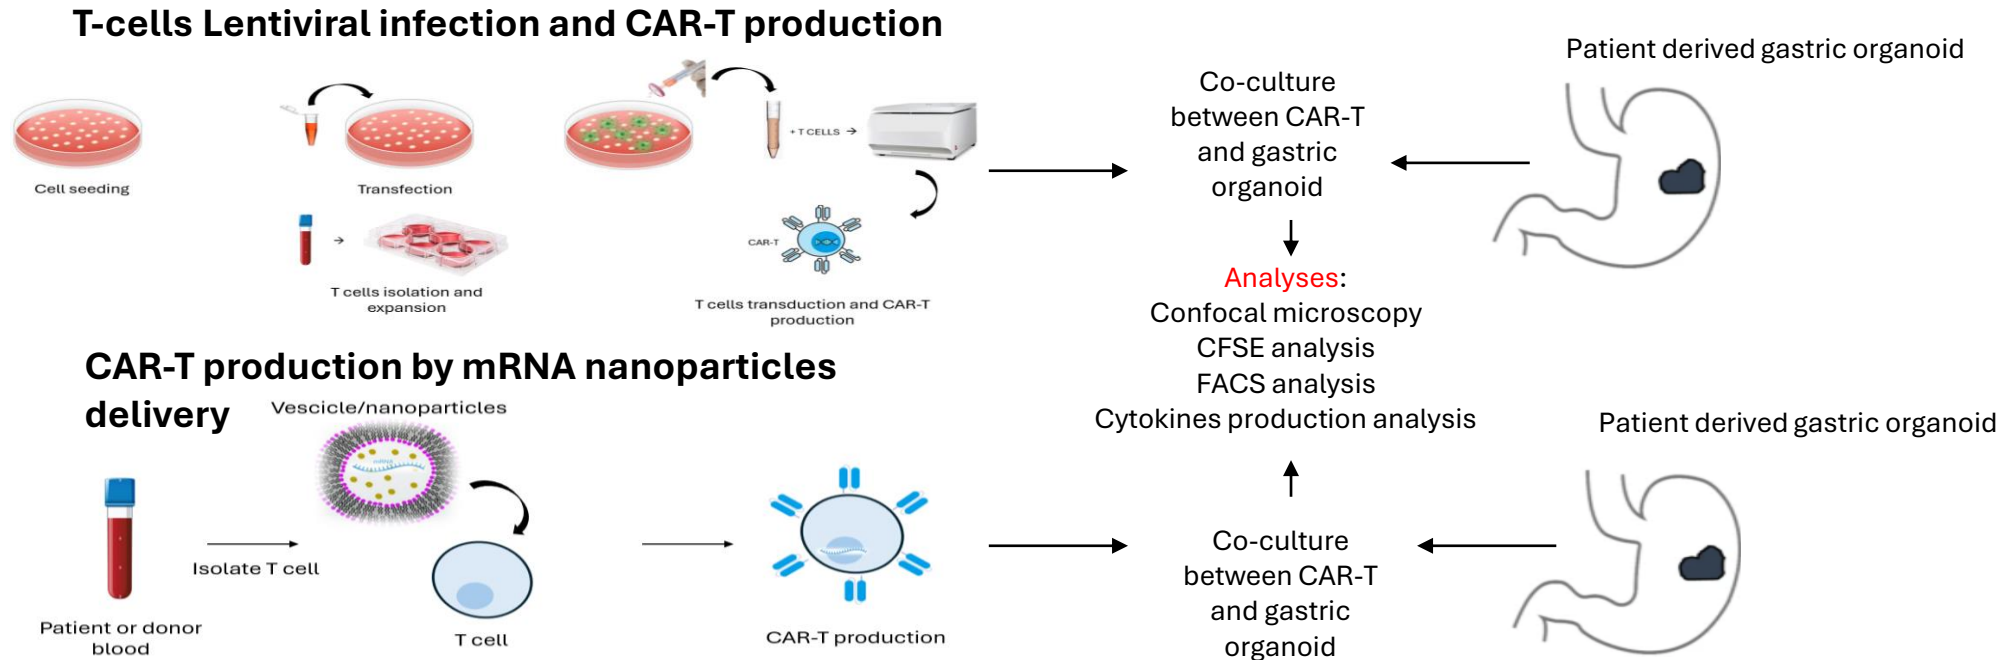 T-cells Lentiviral infection and CAR-T production
Cell seeding
Transfection
+ T CELLS →
T cells isolation and
expansion
CAR-T
T cells transduction and CAR-T
production
Co-culture
between CAR-T
and gastric
organoid
Patient derived gastric organoid
Analyses:
Confocal microscopy
CFSE analysis
FACS analysis
Cytokines production analysis
CAR-T production by mRNA nanoparticles
delivery
Vescicle/nanoparticles
mRNA
Patient or donor
blood
Isolate T cell
T cell
CAR-T production
Co-culture
between CAR-T
and gastric
organoid
Patient derived gastric organoid